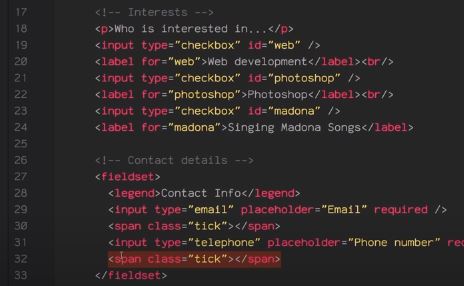 17 <!-- Interests -->
18 <p>Who is interested in...</p>
19 <input type="checkbox" id="web" />
20 <label for="web">Web development</label><br/>
21 <input type="checkbox" id="photoshop" />
22 <label for="photoshop">Photoshop</label><br/>
23 <input type="checkbox" id="madona" />
24 <label for="madona">Singing Madona Songs</label>
25
26 <!-- Contact details -->
27 <fieldset>
28 <legend>Contact Info</legend>
29 <input type="email" placeholder="Email" required />
30 <span class="tick"></span>
31 <input type="telephone" placeholder="Phone number" req
32 <span class="tick"></span>
33 </fieldset>